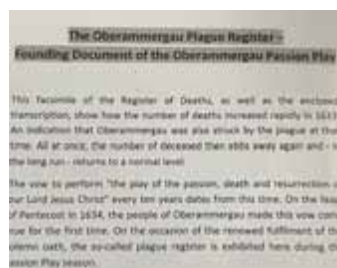 The Oberammergau Plague Register –
Founding Document of the Oberammergau Passion Play
This facsimile of the Register of Deaths, as well as the enclosed
transcription, show how the number of deaths increased rapidly in
An indication that Oberammergau was also struck by the plague at
time. All at once, the number of deceased then ebbs away again and -
the long run - returns to a normal level.
The vow to perform "the play of the passion, death and resurrection
our Lord Jesus Christ" every ten years dates from this time. On the
of Pentecost in 1634, the people of Oberammergau made this vow
true for the first time. On the occasion of the renewed fulfilment of
solemn oath, the so-called plague register is exhibited here during
Passion Play season.